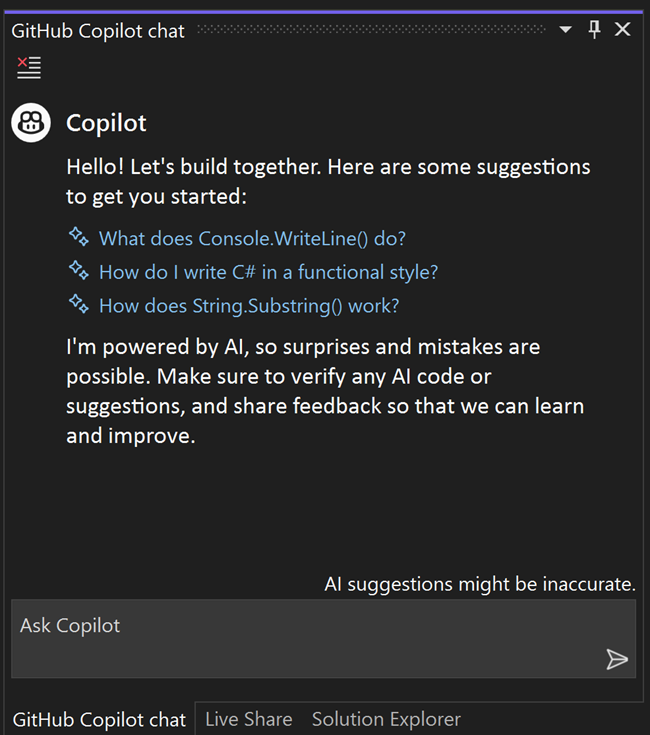 GitHub Copilot chat
Copilot
Hello! Let's build together. Here are some suggestions
to get you started:
What does Console.WriteLine() do?
How do I write C# in a functional style?
How does String.Substring() work?
I'm powered by AI, so surprises and mistakes are
possible. Make sure to verify any AI code or
suggestions, and share feedback so that we can learn
and improve.
AI suggestions might be inaccurate.
Ask Copilot
GitHub Copilot chat Live Share Solution Explorer